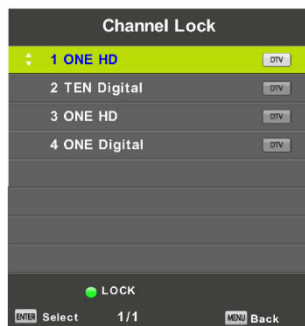 Channel Lock
1 ONE HD DTV
2 TEN Digital DTV
3 ONE HD DTV
4 ONE Digital DTV
LOCK
ENTER Select 1/1 MENU Back